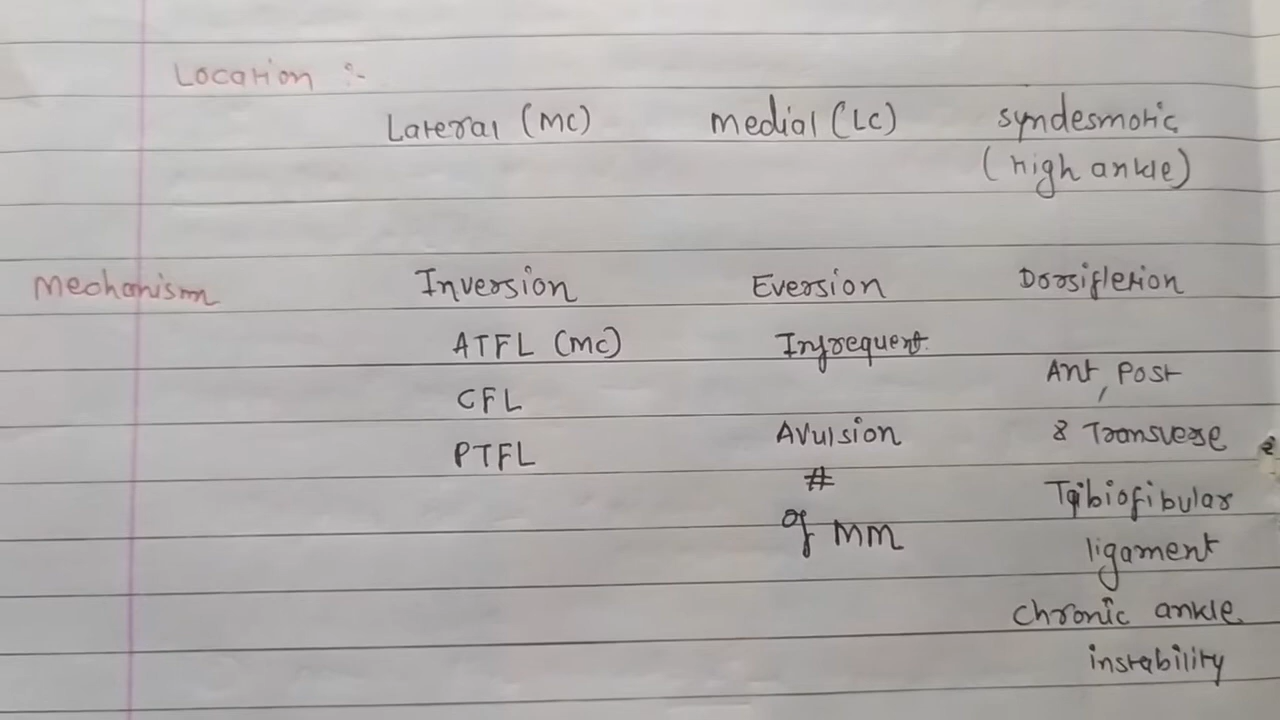 Location :-
Lateral (MC) medial (LC) syndesmotic
(high ankle)
Mechanism Inversion Eversion Dorsiflexion
ATFL (MC) Infrequent.
Ant, Post
CFL
Avulsion & Transverse
PTFL
#
Tibiofibular
of MM
ligament
chronic ankle
instability